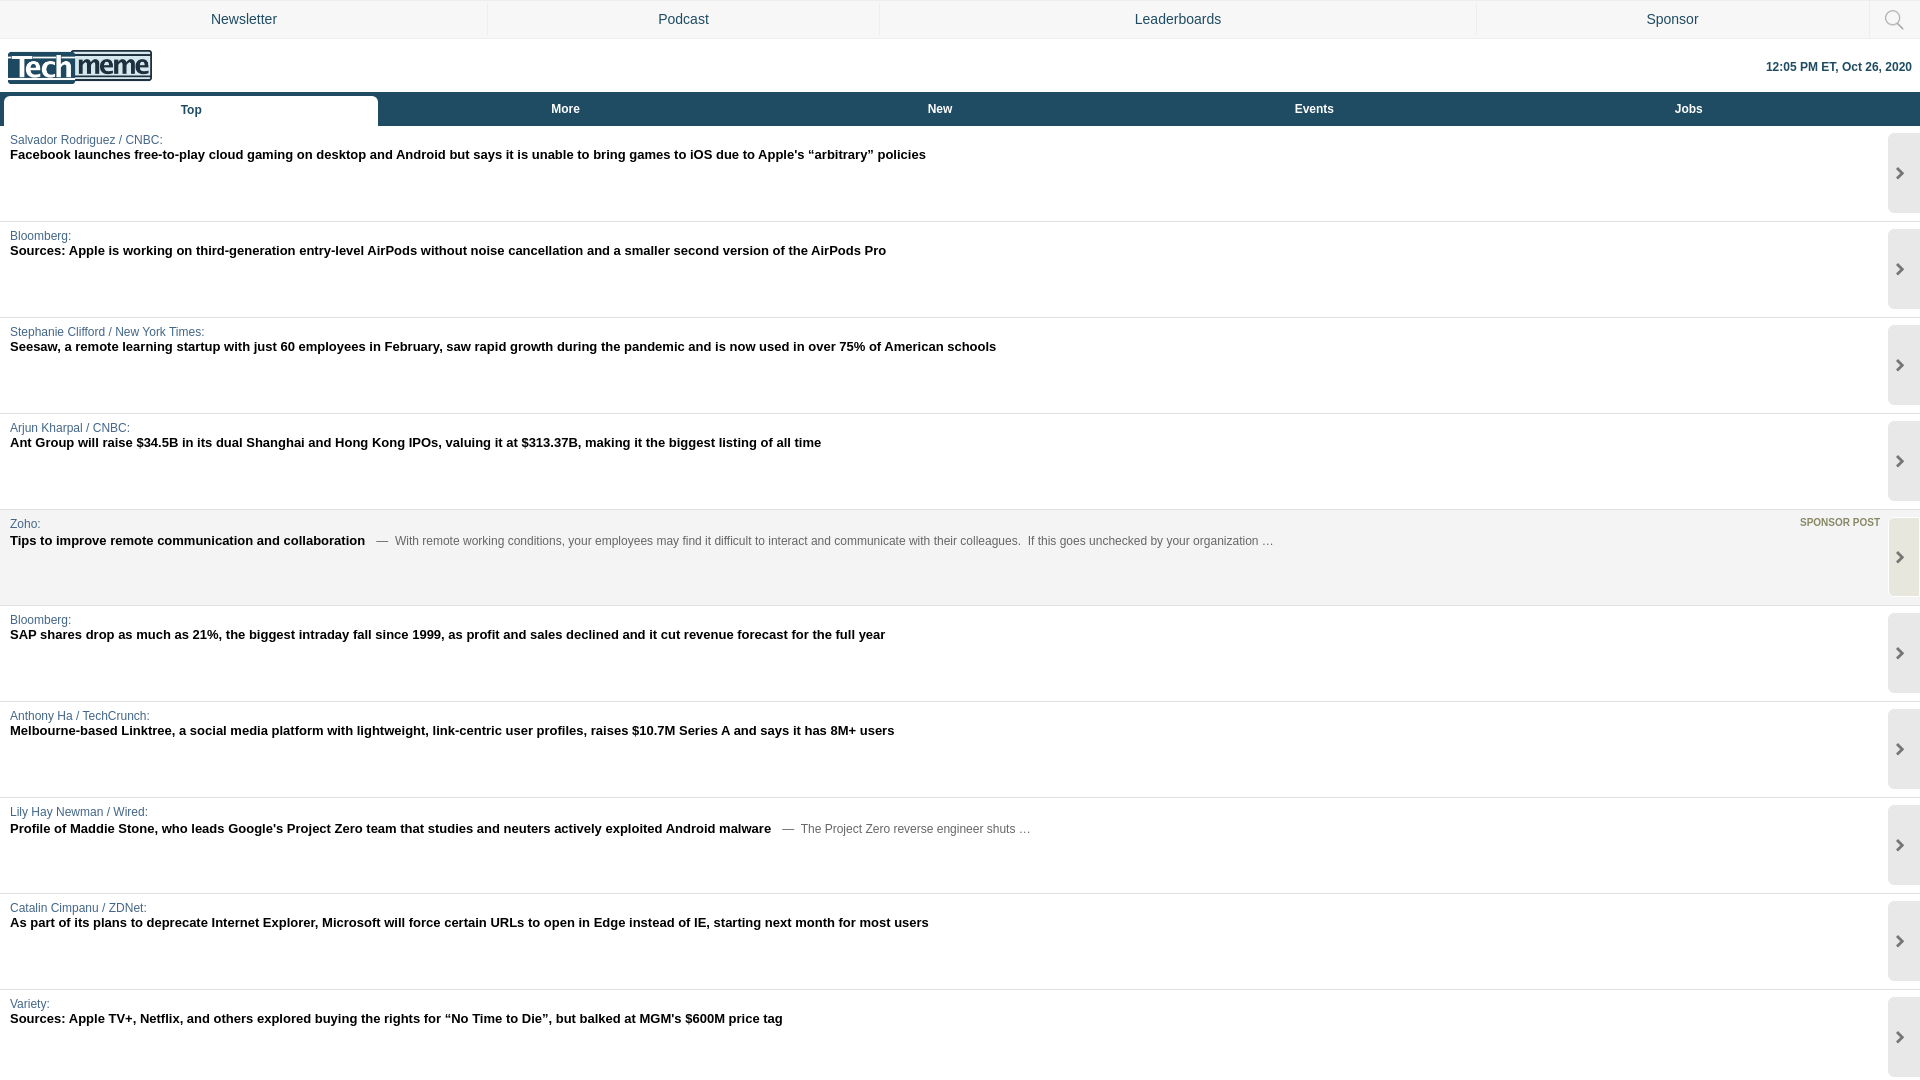 Newsletter
Podcast
Leaderboards
Sponsor
Techmeme
12:05 PM ET, Oct 26, 2020
Top
More
New
Events
Jobs
Salvador Rodriguez / CNBC:
Facebook launches free-to-play cloud gaming on desktop and Android but says it is unable to bring games to iOS due to Apple's “arbitrary” policies
Bloomberg:
Sources: Apple is working on third-generation entry-level AirPods without noise cancellation and a smaller second version of the AirPods Pro
Stephanie Clifford / New York Times:
Seesaw, a remote learning startup with just 60 employees in February, saw rapid growth during the pandemic and is now used in over 75% of American schools
Arjun Kharpal / CNBC:
Ant Group will raise $34.5B in its dual Shanghai and Hong Kong IPOs, valuing it at $313.37B, making it the biggest listing of all time
Zoho:
SPONSOR POST
Tips to improve remote communication and collaboration — With remote working conditions, your employees may find it difficult to interact and communicate with their colleagues. If this goes unchecked by your organization …
Bloomberg:
SAP shares drop as much as 21%, the biggest intraday fall since 1999, as profit and sales declined and it cut revenue forecast for the full year
Anthony Ha / TechCrunch:
Melbourne-based Linktree, a social media platform with lightweight, link-centric user profiles, raises $10.7M Series A and says it has 8M+ users
Lily Hay Newman / Wired:
Profile of Maddie Stone, who leads Google's Project Zero team that studies and neuters actively exploited Android malware — The Project Zero reverse engineer shuts …
Catalin Cimpanu / ZDNet:
As part of its plans to deprecate Internet Explorer, Microsoft will force certain URLs to open in Edge instead of IE, starting next month for most users
Variety:
Sources: Apple TV+, Netflix, and others explored buying the rights for “No Time to Die”, but balked at MGM's $600M price tag